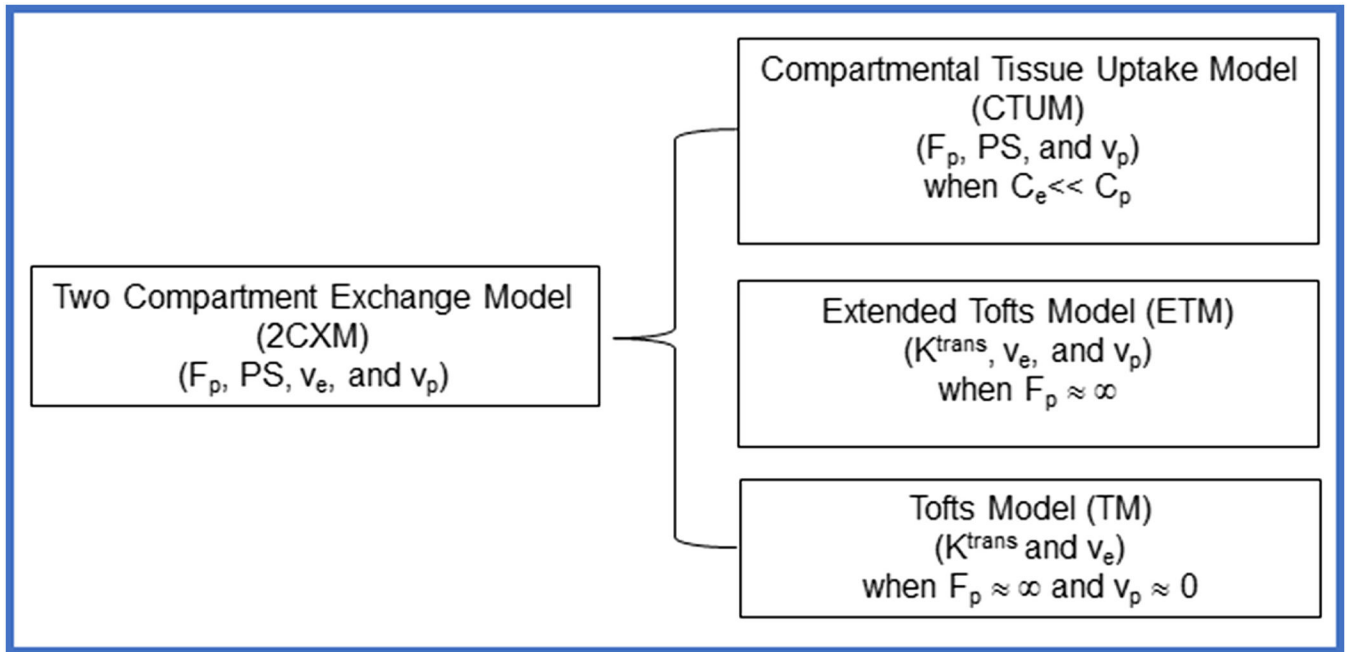 Two Compartment Exchange Model
(2CXM)
(Fₚ, PS, vₑ, and vₚ)
Compartmental Tissue Uptake Model
(CTUM)
(Fₚ, PS, and vₚ)
when Cₑ<< Cₚ
Extended Tofts Model (ETM)
(Kᵗʳᵃⁿˢ, vₑ, and vₚ)
when Fₚ ≈ ∞
Tofts Model (TM)
(Kᵗʳᵃⁿˢ and vₑ)
when Fₚ ≈ ∞ and vₚ ≈ 0